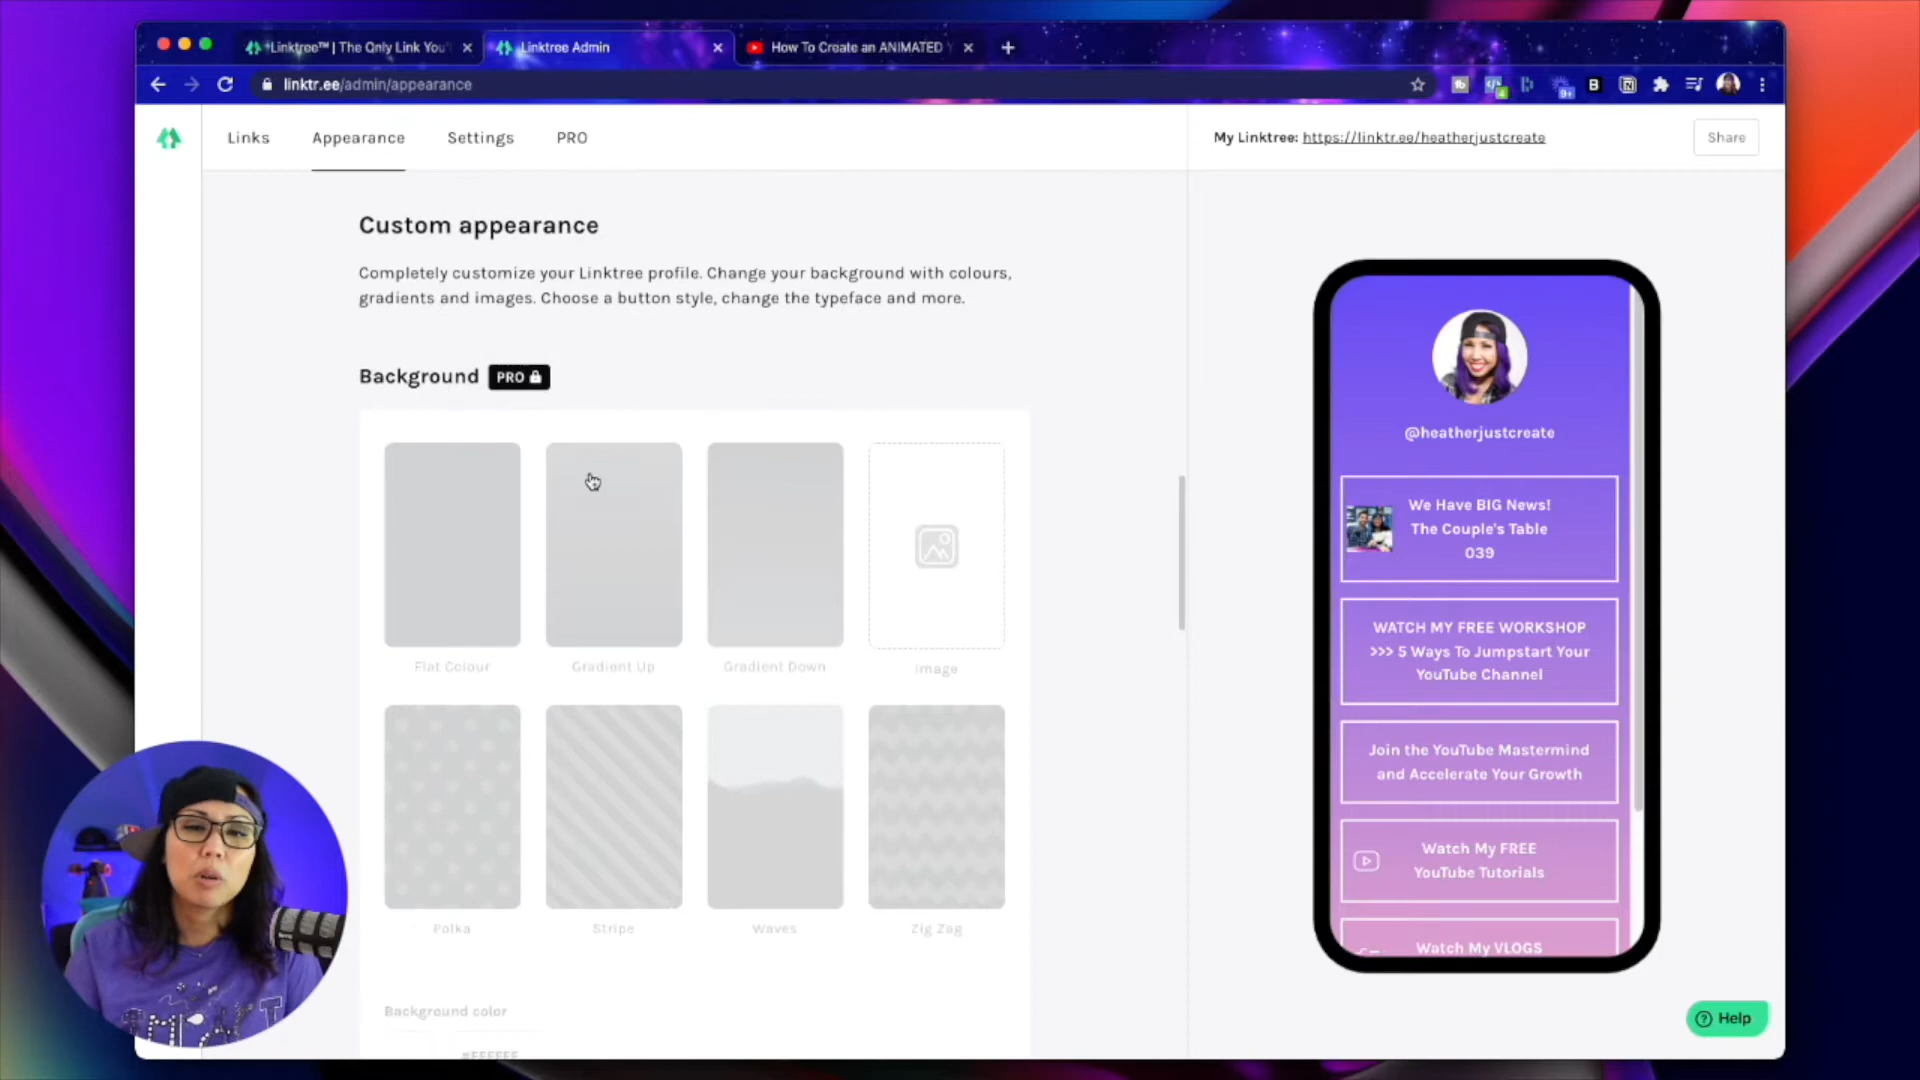 Linktree™ | The Only Link You'
Linktree Admin
How To Create an ANIMATED Y
linktr.ee/admin/appearance
4
9+
B
Links
Appearance
Settings
PRO
My Linktree: https://linktr.ee/heatherjustcreate
Share
Custom appearance
Completely customize your Linktree profile. Change your background with colours,
gradients and images. Choose a button style, change the typeface and more.
Background PRO
Flat Colour
Gradient Up
Gradient Down
Image
Polka
Stripe
Waves
Zig Zag
Background color
#FFFFFF
@heatherjustcreate
We Have BIG News!
The Couple's Table
039
WATCH MY FREE WORKSHOP
>>> 5 Ways To Jumpstart Your
YouTube Channel
Join the YouTube Mastermind
and Accelerate Your Growth
Watch My FREE
YouTube Tutorials
Watch My VLOGS
Help